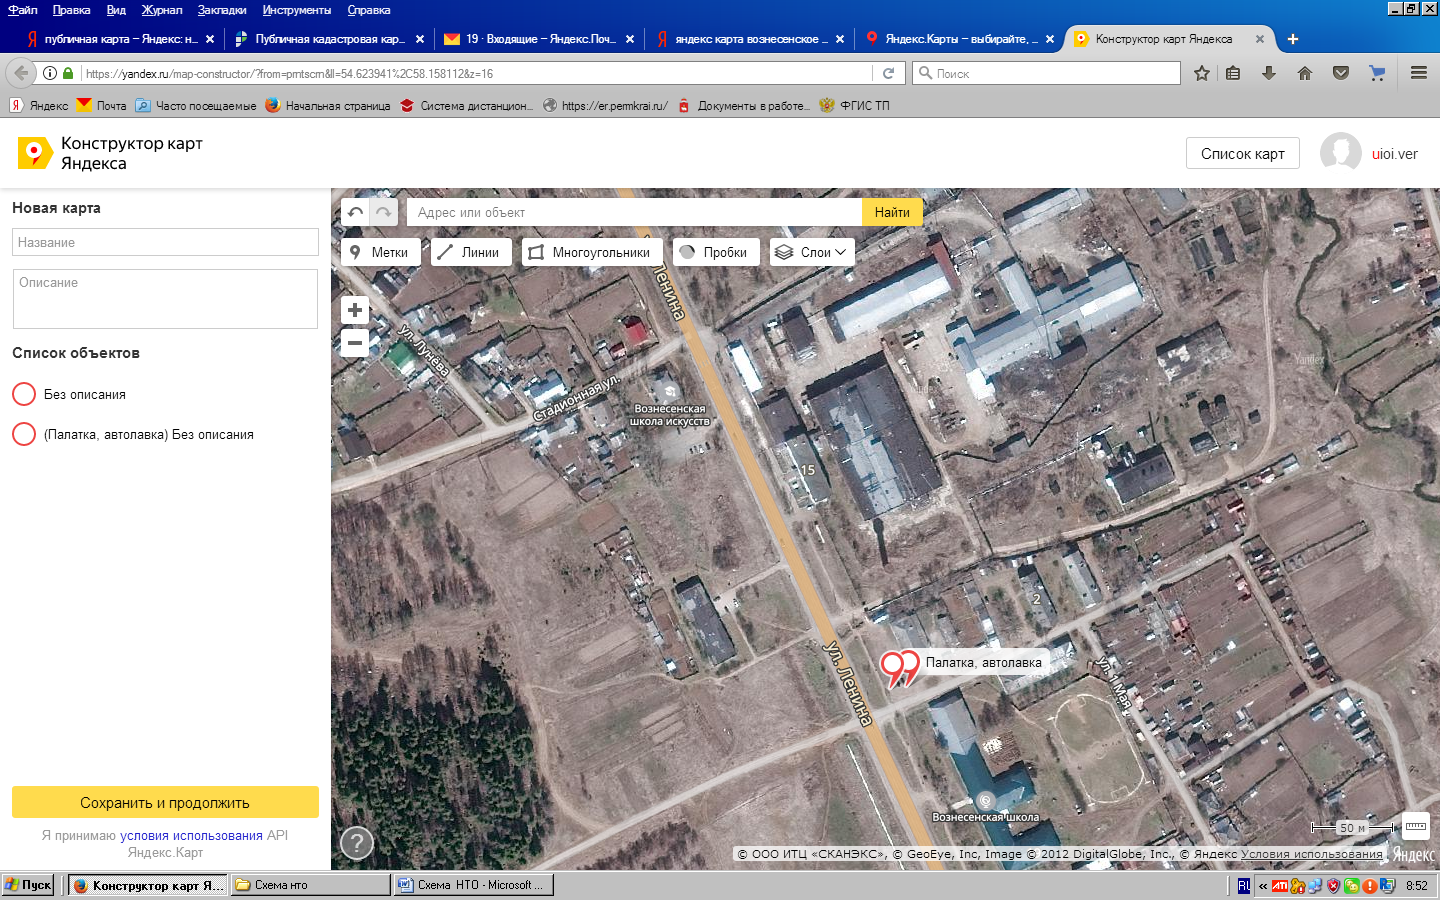 Файл Правка Вид Журнал Закладки Инструменты Справка
публичная карта – Яндекс: н...
Публичная кадастровая кар...
19 · Входящие – Яндекс.Поч...
яндекс карта вознесенское ...
Яндекс.Карты – выбирайте, ...
Конструктор карт Яндекса
https://yandex.ru/map-constructor/?from=prntscrn&ll=54.623941%2C58.158112&z=16
Поиск
Яндекс
Почта
Часто посещаемые
Начальная страница
Система дистанцион...
https://er.permkrai.ru/
Документы в работе...
ФГИС ТП
Конструктор карт
Яндекса
Список карт
uioi.ver
Новая карта
Название
Описание
Список объектов
Без описания
(Палатка, автолавка) Без описания
Сохранить и продолжить
Я принимаю условия использования API
Яндекс.Карт
Адрес или объект
Найти
Метки
Линии
Многоугольники
Пробки
Слои
ул. Ленина
ул. Лунёва
Стадионная ул.
Вознесенская
школа искусств
15
Yandex
2
Палатка, автолавка
ул. Ленина
ул. 1 Мая
Вознесенская школа
50 м
© ООО ИТЦ «СКАНЭКС», © GeoEye, Inc, Image © 2012 DigitalGlobe, Inc., © Яндекс Условия использования
Яндекс
?
Пуск
Конструктор карт Я...
Схема нто
Схема НТО - Microsoft ...
RU
«
ATI
8:52